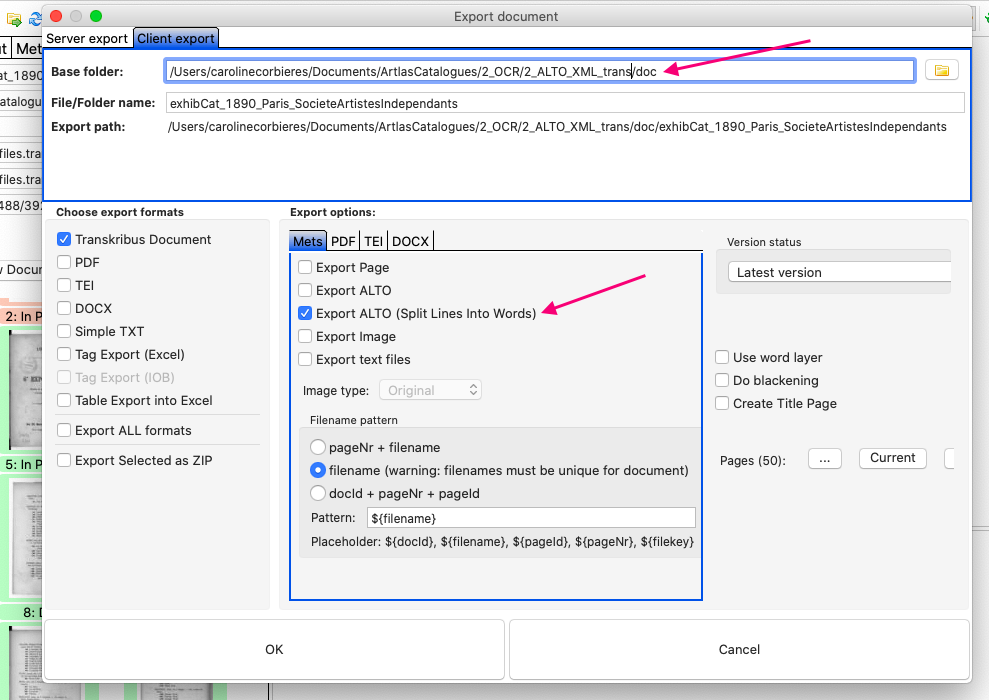 Export document
Server export
Client export
Base folder:
/Users/carolinecorbieres/Documents/ArtlasCatalogues/2_OCR/2_ALTO_XML_trans/doc
File/Folder name:
exhibCat_1890_Paris_SocieteArtistesIndependants
Export path:
/Users/carolinecorbieres/Documents/ArtlasCatalogues/2_OCR/2_ALTO_XML_trans/doc/exhibCat_1890_Paris_SocieteArtistesIndependants
Choose export formats
Transkribus Document
PDF
TEI
DOCX
Simple TXT
Tag Export (Excel)
Tag Export (IOB)
Table Export into Excel
Export ALL formats
Export Selected as ZIP
Export options:
Mets
PDF
TEI
DOCX
Export Page
Export ALTO
Export ALTO (Split Lines Into Words)
Export Image
Export text files
Image type:
Original
Filename pattern
pageNr + filename
filename (warning: filenames must be unique for document)
docId + pageNr + pageId
Pattern:
${filename}
Placeholder: ${docId}, ${filename}, ${pageId}, ${pageNr}, ${filekey}
Version status
Latest version
Use word layer
Do blackening
Create Title Page
Pages (50):
...
Current
OK
Cancel
t
Met
at_1890
atalogu
files.tra
files.tra
488/392
w Docum
2: In P
5: In P
8: